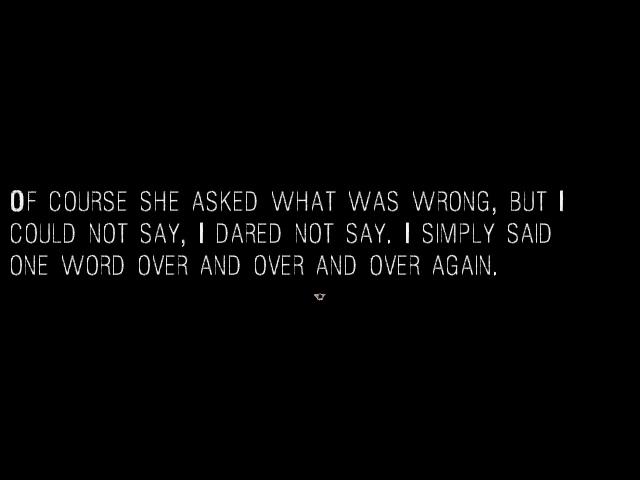 OF COURSE SHE ASKED WHAT WAS WRONG, BUT I
COULD NOT SAY, I DARED NOT SAY. I SIMPLY SAID
ONE WORD OVER AND OVER AND OVER AGAIN.